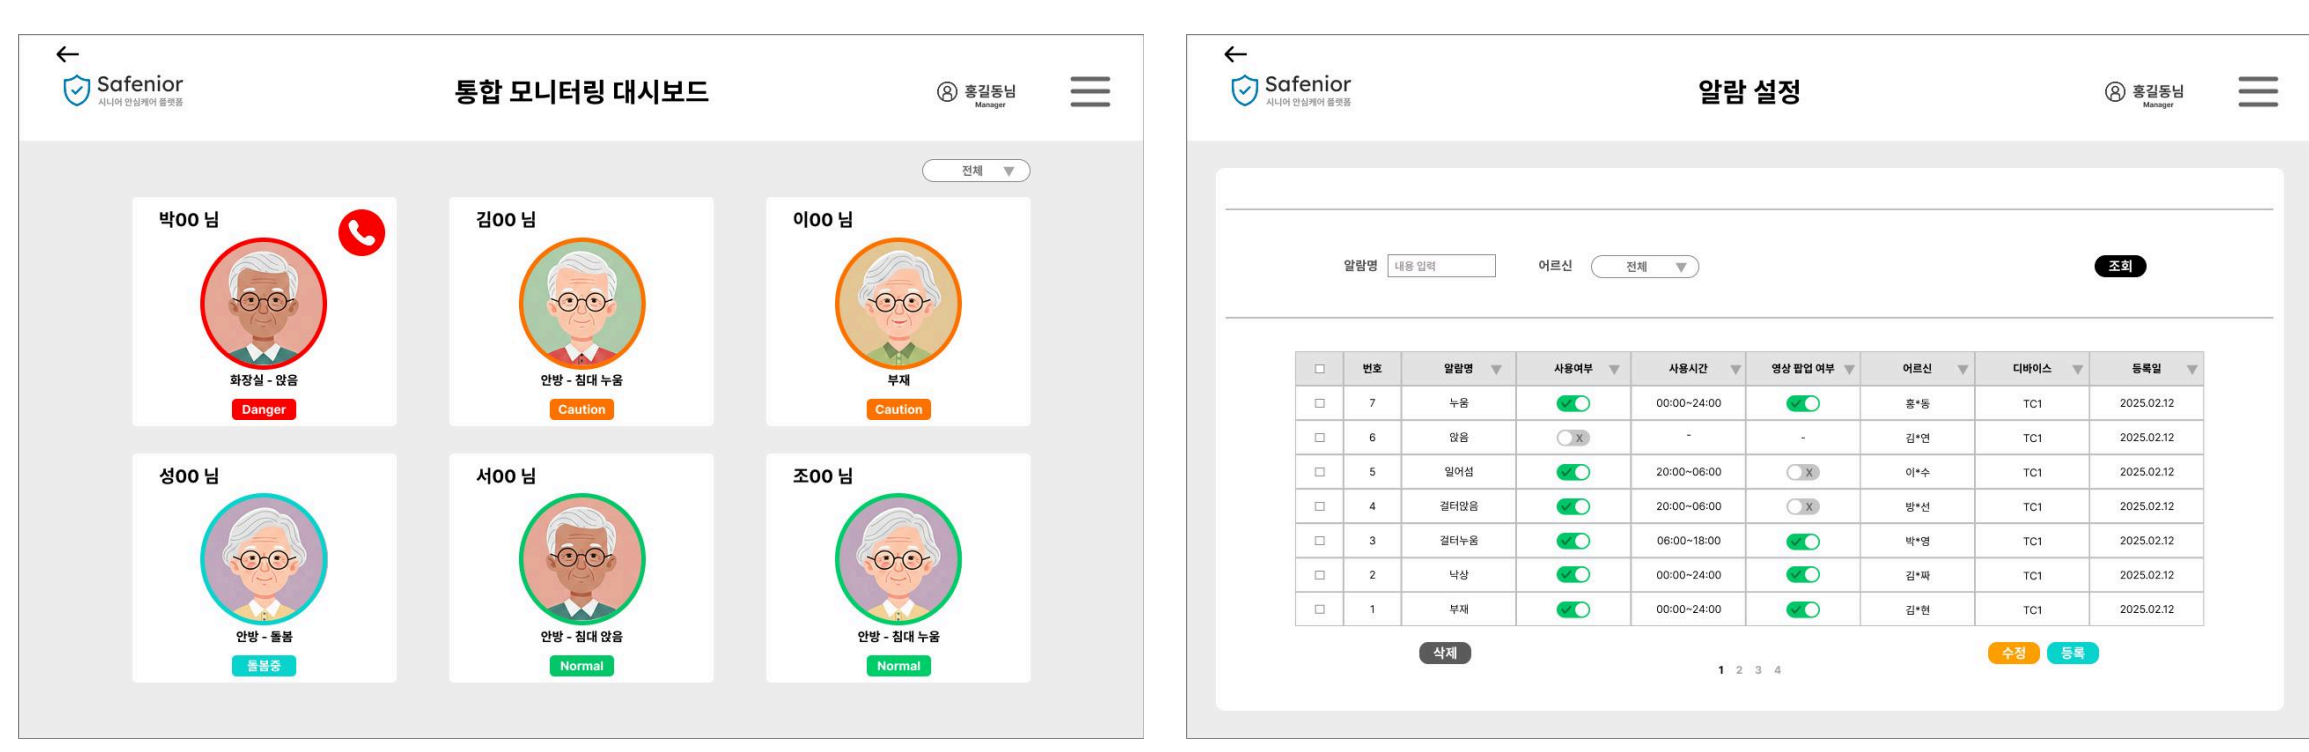 Safenior
시니어 안심케어 플랫폼
통합 모니터링 대시보드
홍길동님
Manager
전체 ▼
박00 님
화장실 - 앉음
Danger
김00 님
안방 - 침대 누움
Caution
이00 님
부재
Caution
성00 님
안방 - 돌봄
돌봄중
서00 님
안방 - 침대 앉음
Normal
조00 님
안방 - 침대 누움
Normal
Safenior
시니어 안심케어 플랫폼
알람 설정
홍길동님
Manager
알람명 내용 입력 어르신 전체 ▼ 조회
번호 알람명 ▼ 사용여부 ▼ 사용시간 ▼ 영상 팝업 여부 ▼ 어르신 ▼ 디바이스 ▼ 등록일 ▼
7 누움 00:00~24:00 홍*동 TC1 2025.02.12
6 앉음 X - - 김*연 TC1 2025.02.12
5 일어섬 20:00~06:00 X 이*수 TC1 2025.02.12
4 걸터앉음 20:00~06:00 X 방*선 TC1 2025.02.12
3 걸터누움 06:00~18:00 박*영 TC1 2025.02.12
2 낙상 00:00~24:00 김*짜 TC1 2025.02.12
1 부재 00:00~24:00 김*현 TC1 2025.02.12
삭제 수정 등록
1 2 3 4